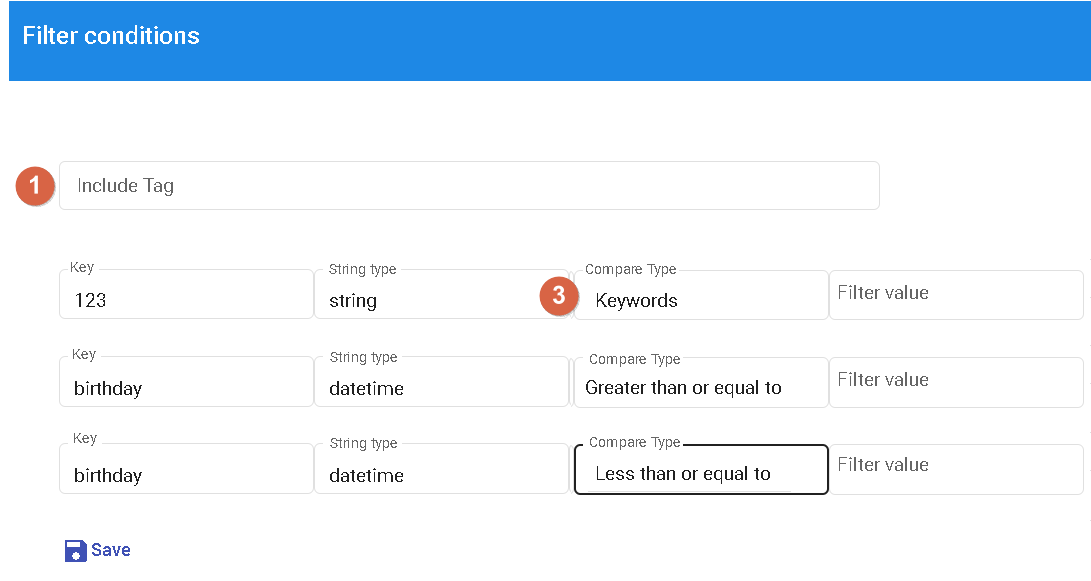 Filter conditions
1 Include Tag
Key String type Compare Type
123 string 3 Keywords Filter value
Key String type Compare Type
birthday datetime Greater than or equal to Filter value
Key String type Compare Type
birthday datetime Less than or equal to Filter value
Save